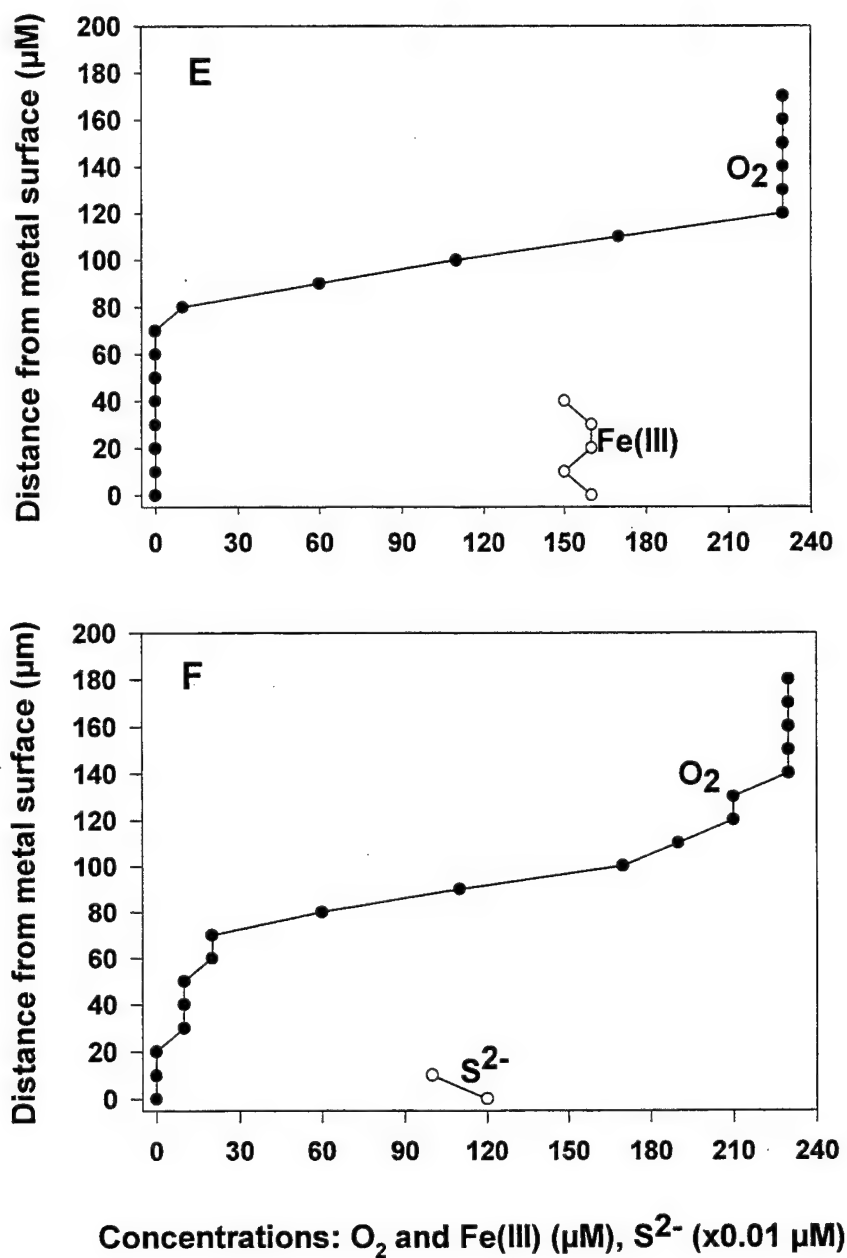 Distance from metal surface (µM)
200
180
160
140
120
100
80
60
40
20
0
E
O₂
Fe(III)
0 30 60 90 120 150 180 210 240
Distance from metal surface (µm)
200
180
160
140
120
100
80
60
40
20
0
F
O₂
S²⁻
0 30 60 90 120 150 180 210 240
Concentrations: O₂ and Fe(III) (µM), S²⁻ (x0.01 µM)